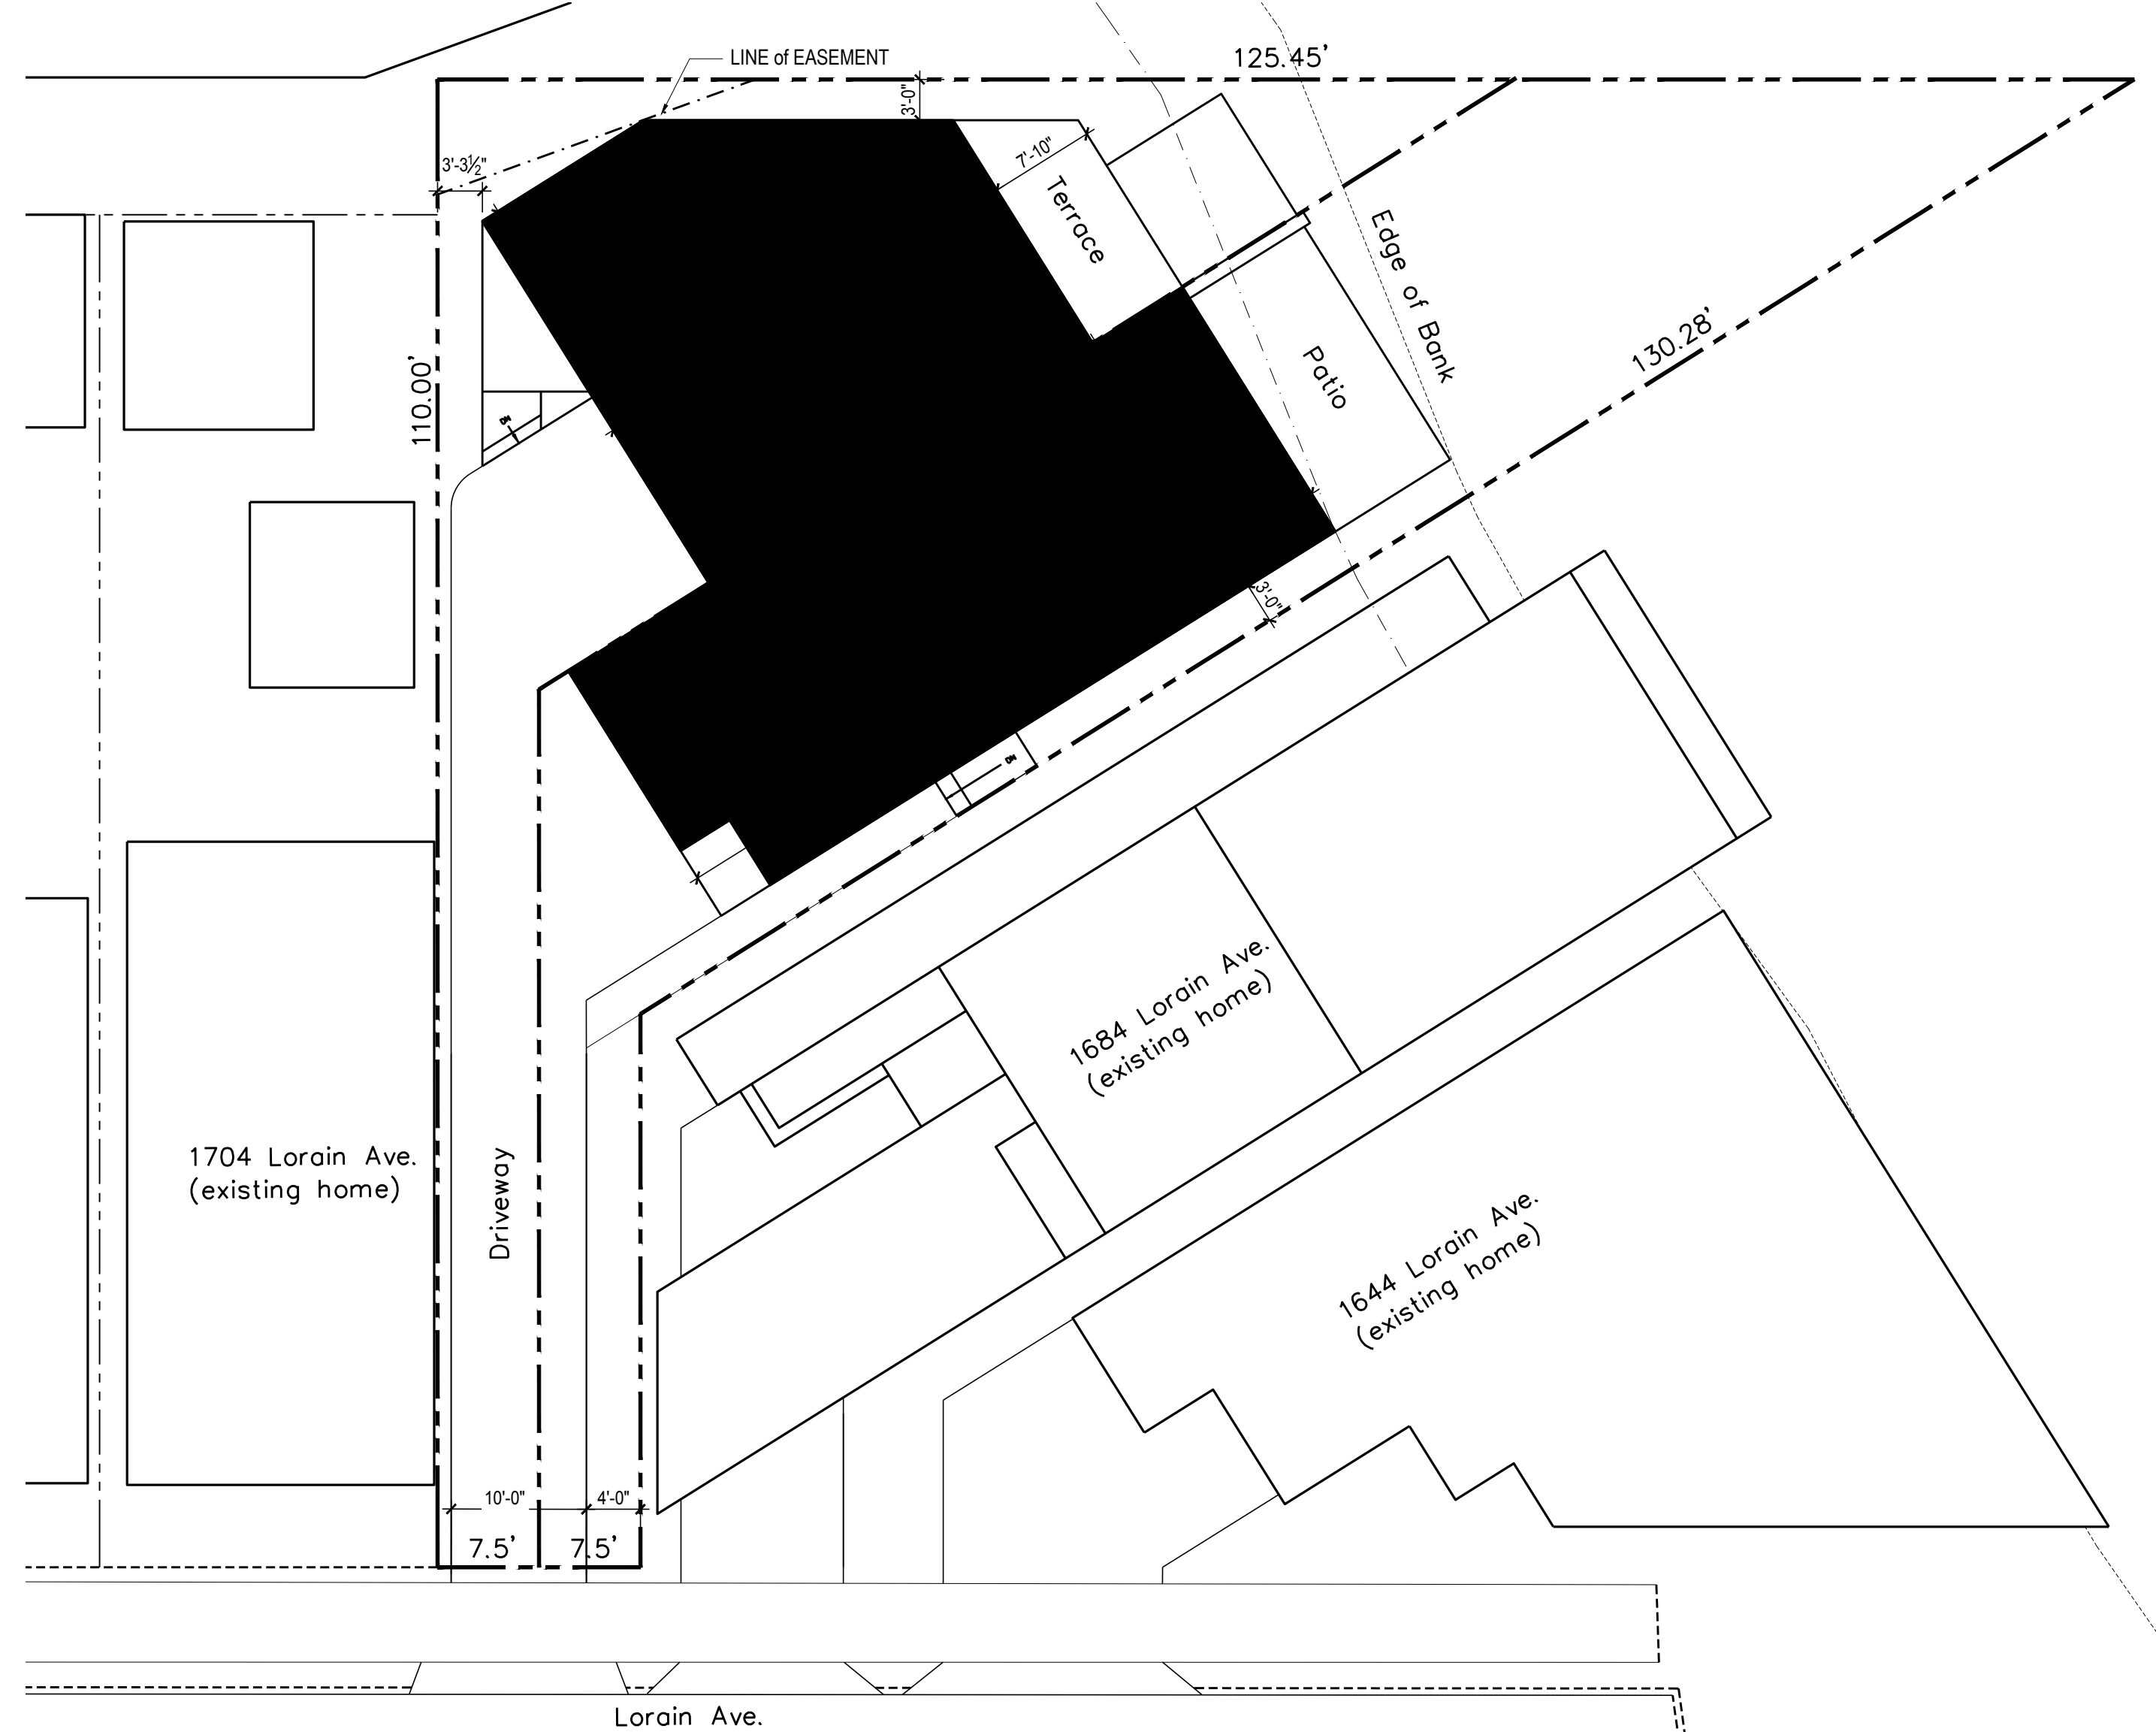 LINE of EASEMENT
125.45'
3'-0"
3'-3½"
7'-10"
Terrace
Edge of Bank
130.28'
110.00'
Patio
DN
3'-0"
DN
1684 Lorain Ave.
(existing home)
1704 Lorain Ave.
(existing home)
Driveway
1644 Lorain Ave.
(existing home)
10'-0"
4'-0"
7.5'
7.5'
Lorain Ave.